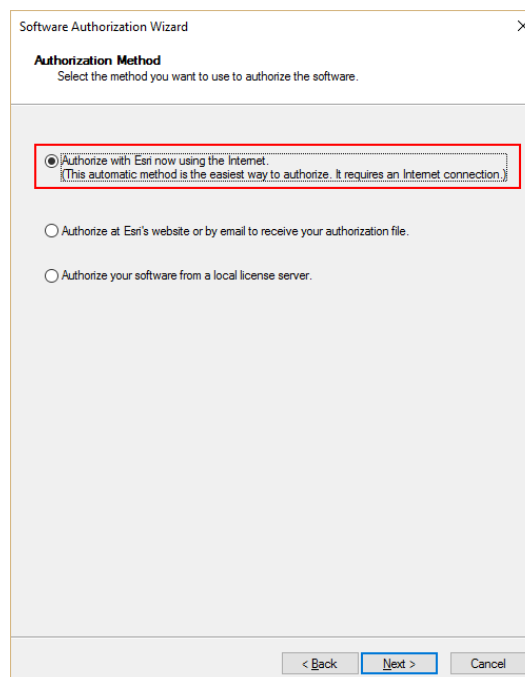 Software Authorization Wizard
Authorization Method
Select the method you want to use to authorize the software.
Authorize with Esri now using the Internet.
(This automatic method is the easiest way to authorize. It requires an Internet connection.)
Authorize at Esri's website or by email to receive your authorization file.
Authorize your software from a local license server.
< Back Next > Cancel